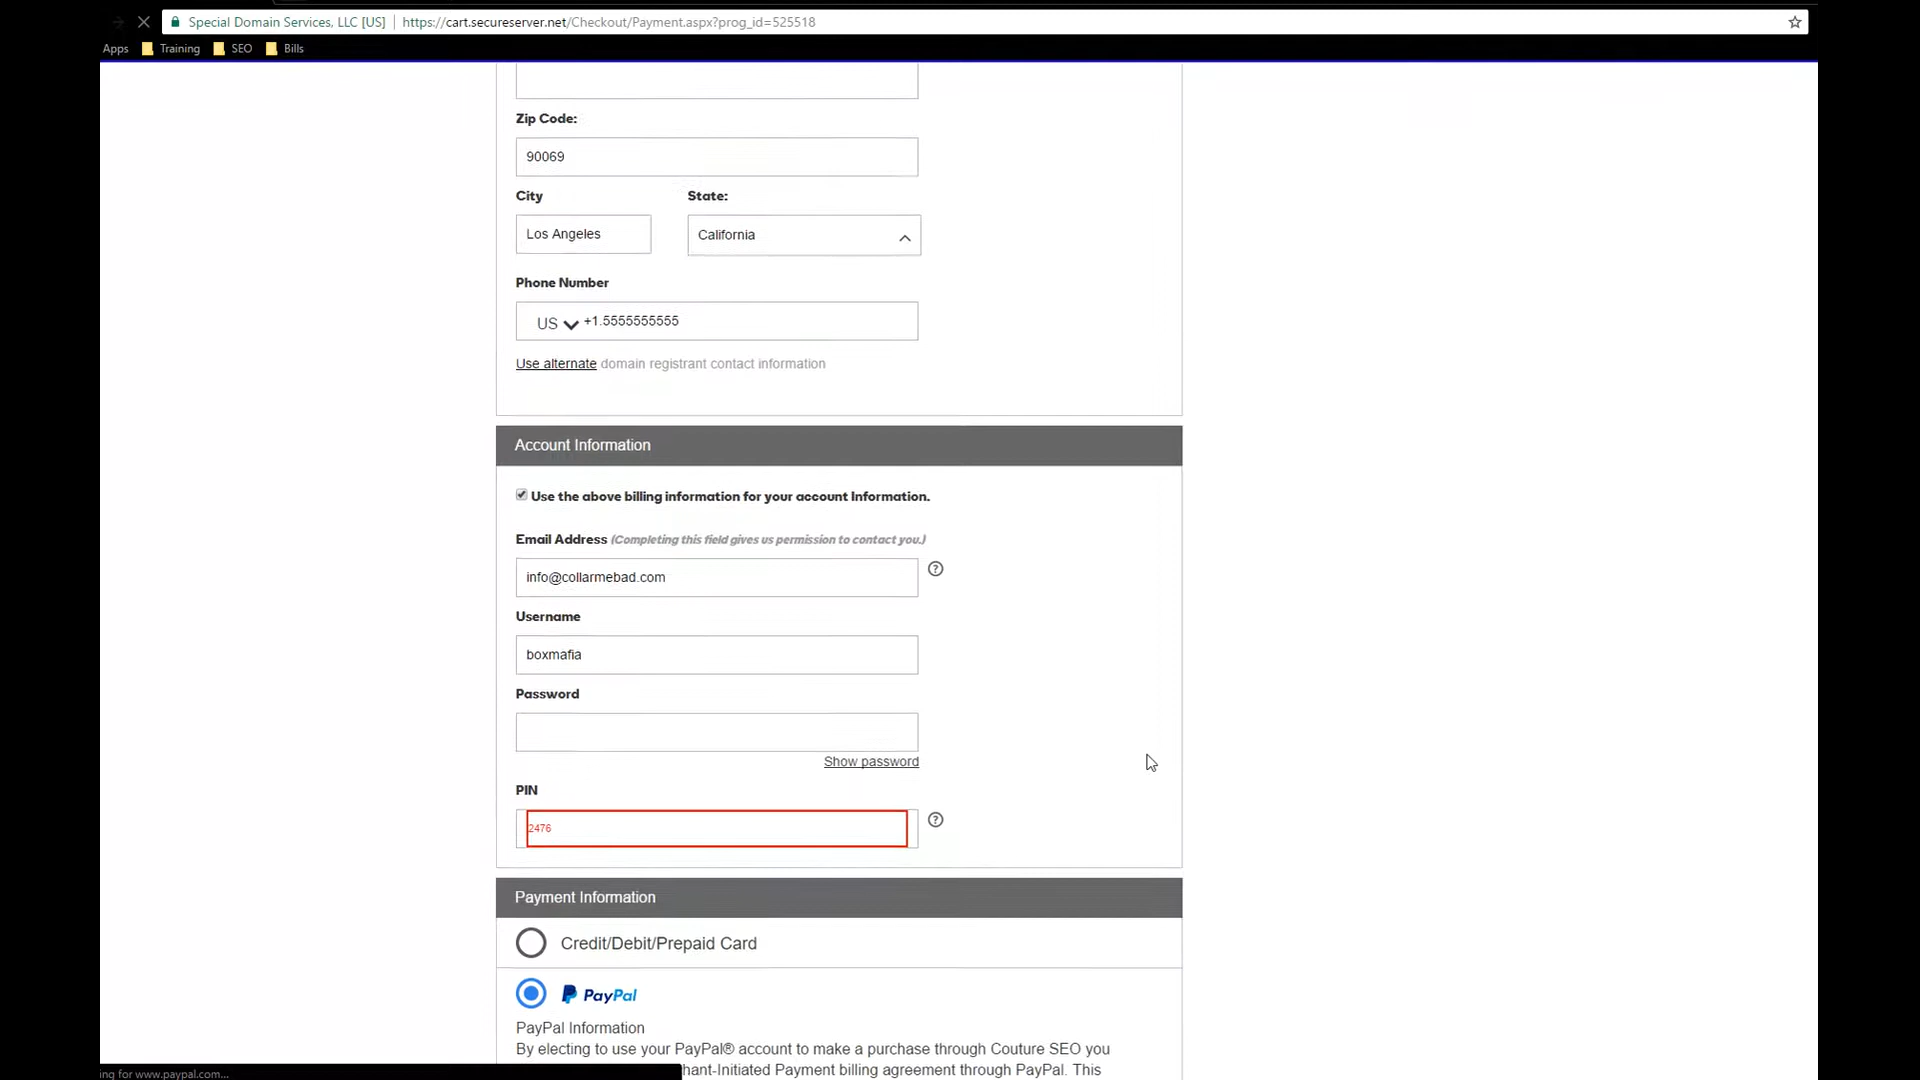 Special Domain Services, LLC [US] https://cart.secureserver.net/Checkout/Payment.aspx?prog_id=525518
Apps Training SEO Bills
Zip Code:
90069
City State:
Los Angeles California
Phone Number
US +1.5555555555
Use alternate domain registrant contact information
Account Information
Use the above billing information for your account Information.
Email Address (Completing this field gives us permission to contact you.)
info@collarmebad.com
Username
boxmafia
Password
Show password
PIN
2476
Payment Information
Credit/Debit/Prepaid Card
PayPal
PayPal Information
By electing to use your PayPal® account to make a purchase through Couture SEO you
hant-Initiated Payment billing agreement through PayPal. This
ing for www.paypal.com...